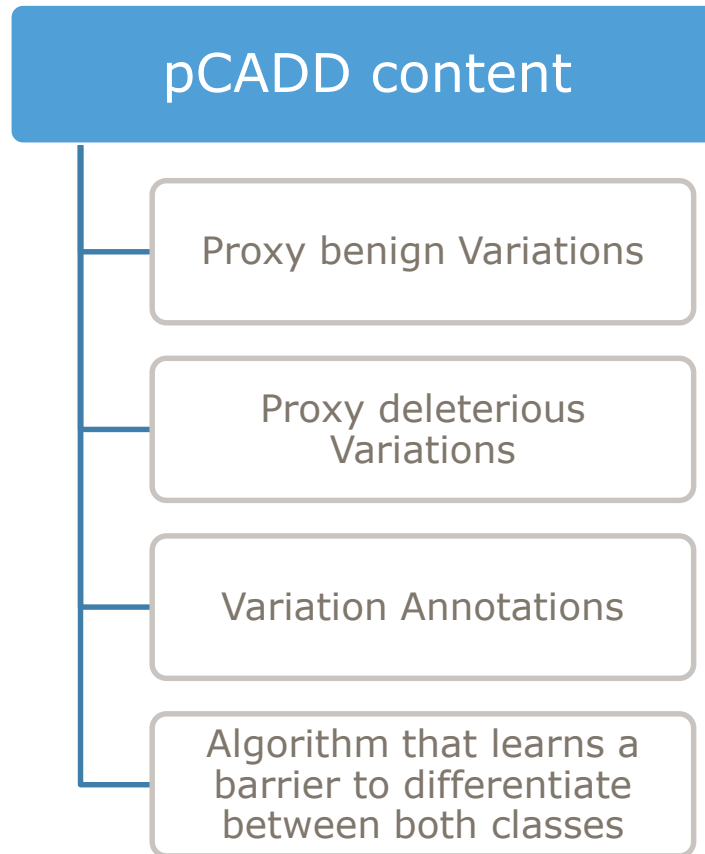 pCADD content
Proxy benign Variations
Proxy deleterious
Variations
Variation Annotations
Algorithm that learns a
barrier to differentiate
between both classes